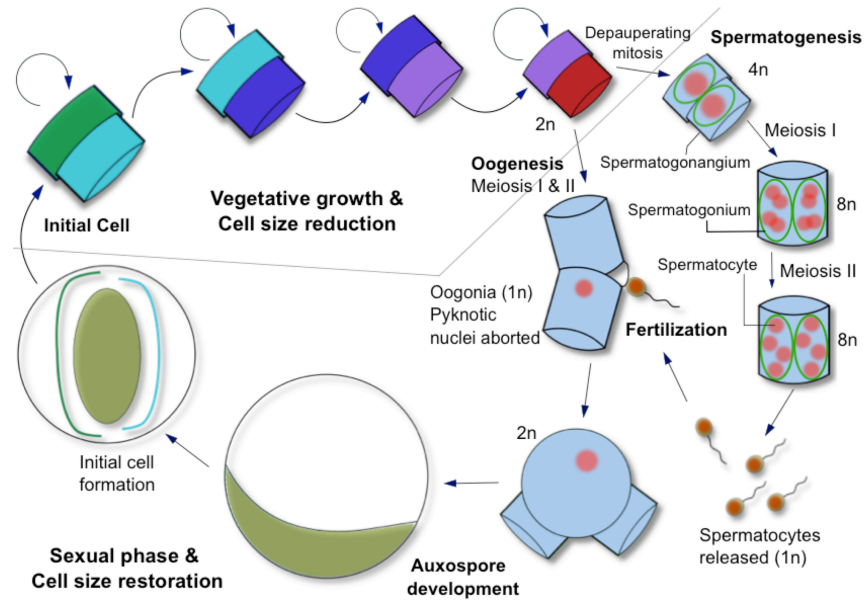 Depauperating
mitosis
Spermatogenesis
4n
Meiosis I
2n
Oogenesis
Meiosis I & II
Spermatogonangium
Vegetative growth &
Cell size reduction
Initial Cell
Spermatogonium
8n
Spermatocyte
Meiosis II
Oogonia (1n)
Pyknotic
nuclei aborted
Fertilization
8n
2n
Initial cell
formation
Spermatocytes
released (1n)
Sexual phase &
Cell size restoration
Auxospore
development